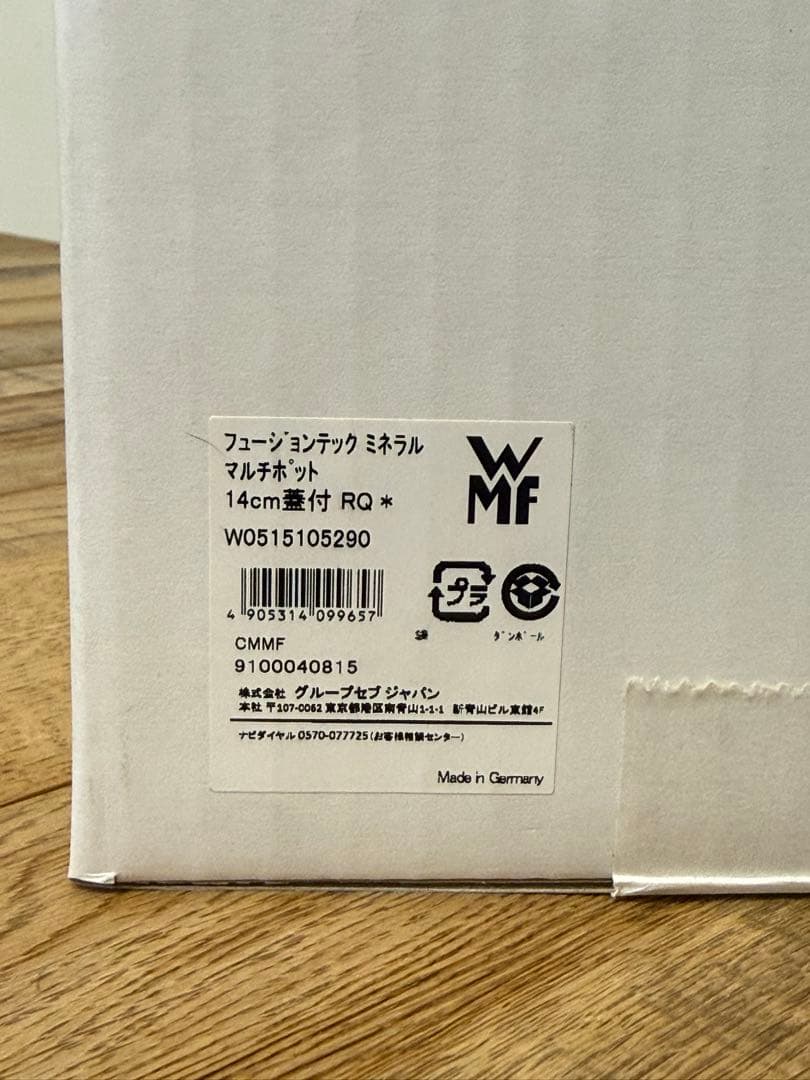 フュージョンテック ミネラル
マルチポット
14cm蓋付 RQ *
WMF
W0515105290
4 905314 099657
プラ
袋
ダンボール
CMMF
9100040815
株式会社 グループセブ ジャパン
本社 〒107-0062 東京都港区南青山1-1-1 新青山ビル東館4F
ナビダイヤル 0570-077725(お客様相談センター)
Made in Germany